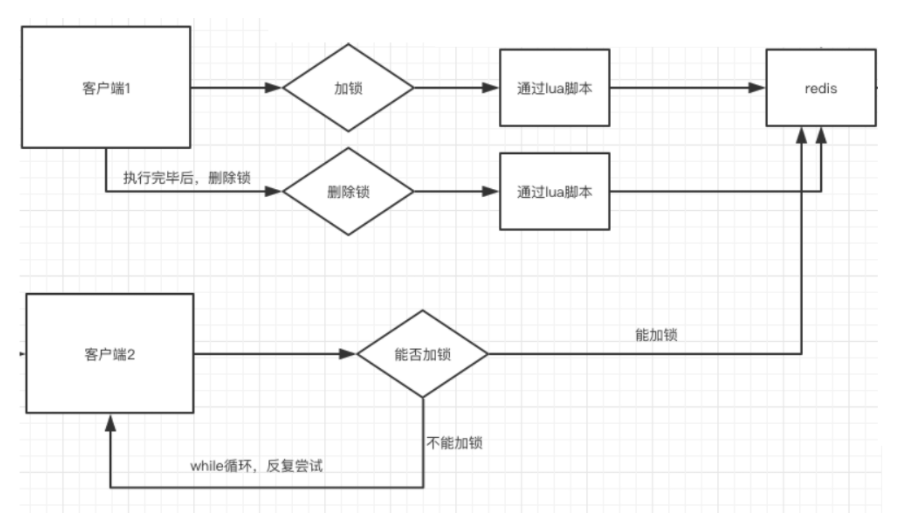 客户端1
加锁
通过lua脚本
redis
执行完毕后，删除锁
删除锁
通过lua脚本
客户端2
能否加锁
能加锁
不能加锁
while循环，反复尝试